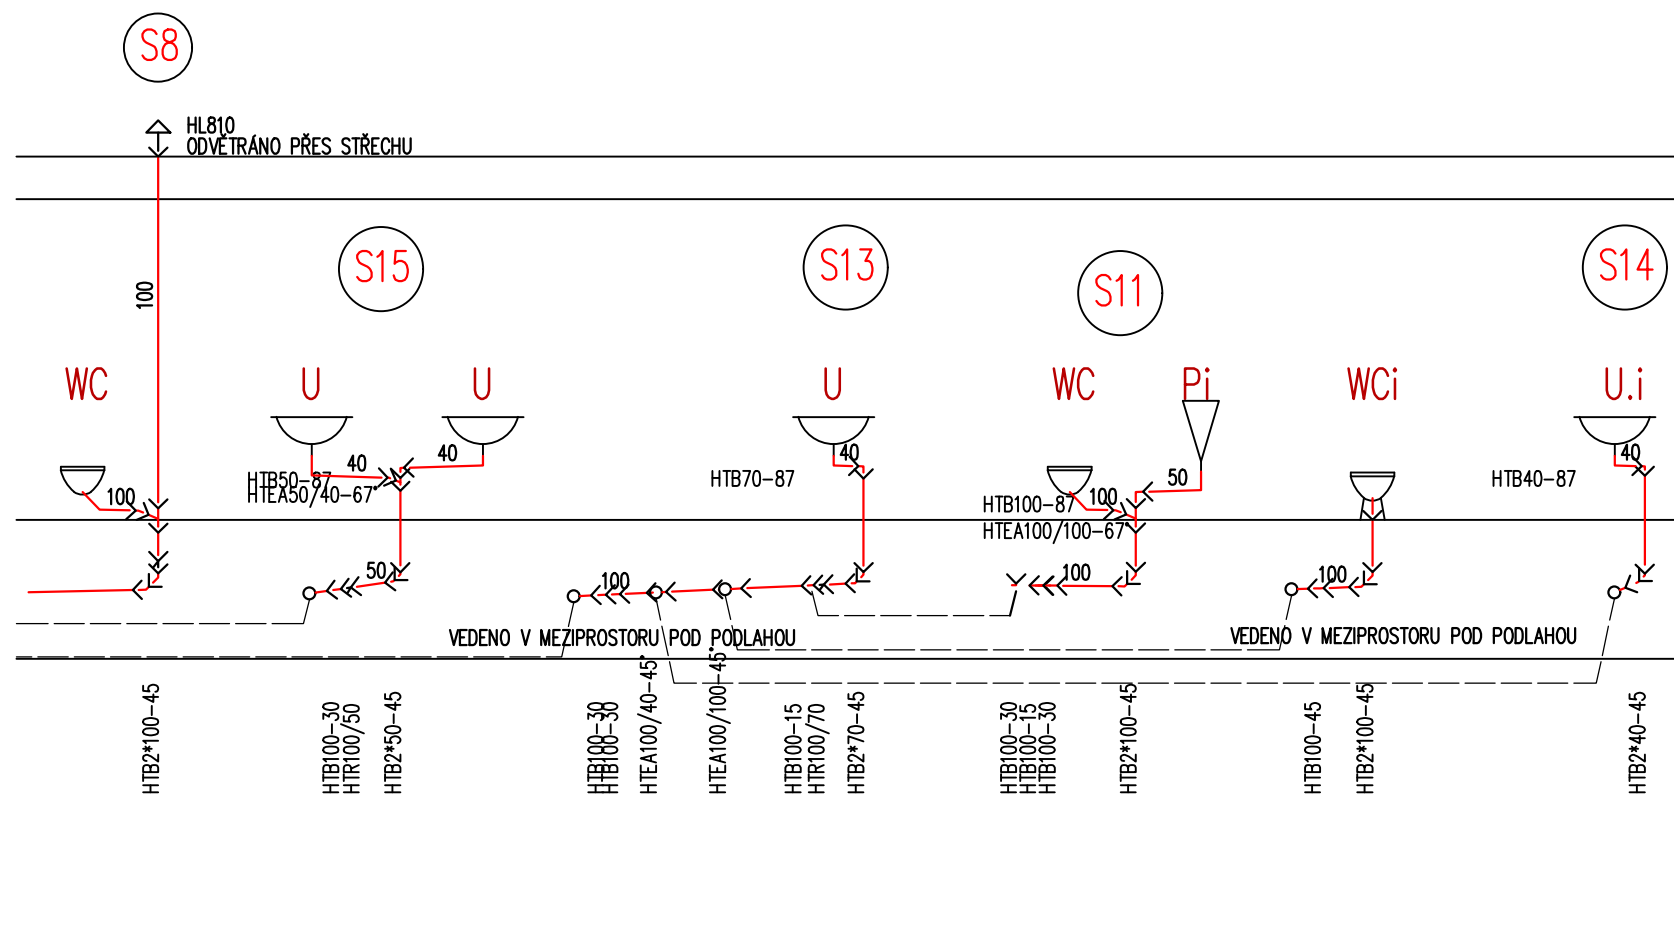 S8
HL810
ODVĚTRÁNO PŘES STŘECHU
S15
S13
S11
S14
100
WC
U
U
U
WC
Pi
WCi
U.i
40
40
40
40
HTB50-87
HTEA50/40-67°
HTB70-87
HTB40-87
100
50
100
HTB100-87
HTEA100/100-67°
50
100
100
100
VEDENO V MEZIPROSTORU POD PODLAHOU
VEDENO V MEZIPROSTORU POD PODLAHOU
HTB2*100-45
HTB100-30
HTR100/50
HTB2*50-45
HTB100-30
HTB100-30
HTEA100/40-45°
HTEA100/100-45°
HTB100-15
HTR100/70
HTB2*70-45
HTB100-30
HTB100-15
HTB100-30
HTB2*100-45
HTB100-45
HTB2*100-45
HTB2*40-45